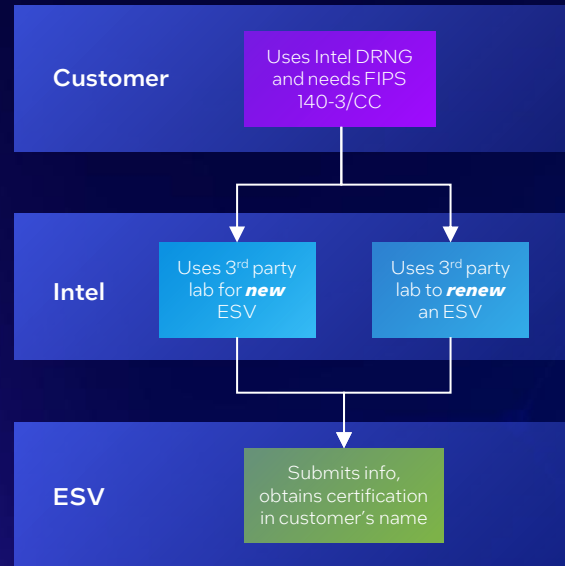 Customer
Uses Intel DRNG
and needs FIPS
140-3/CC
Intel
Uses 3rd party
lab for new
ESV
Uses 3rd party
lab to renew
an ESV
ESV
Submits info,
obtains certification
in customer's name